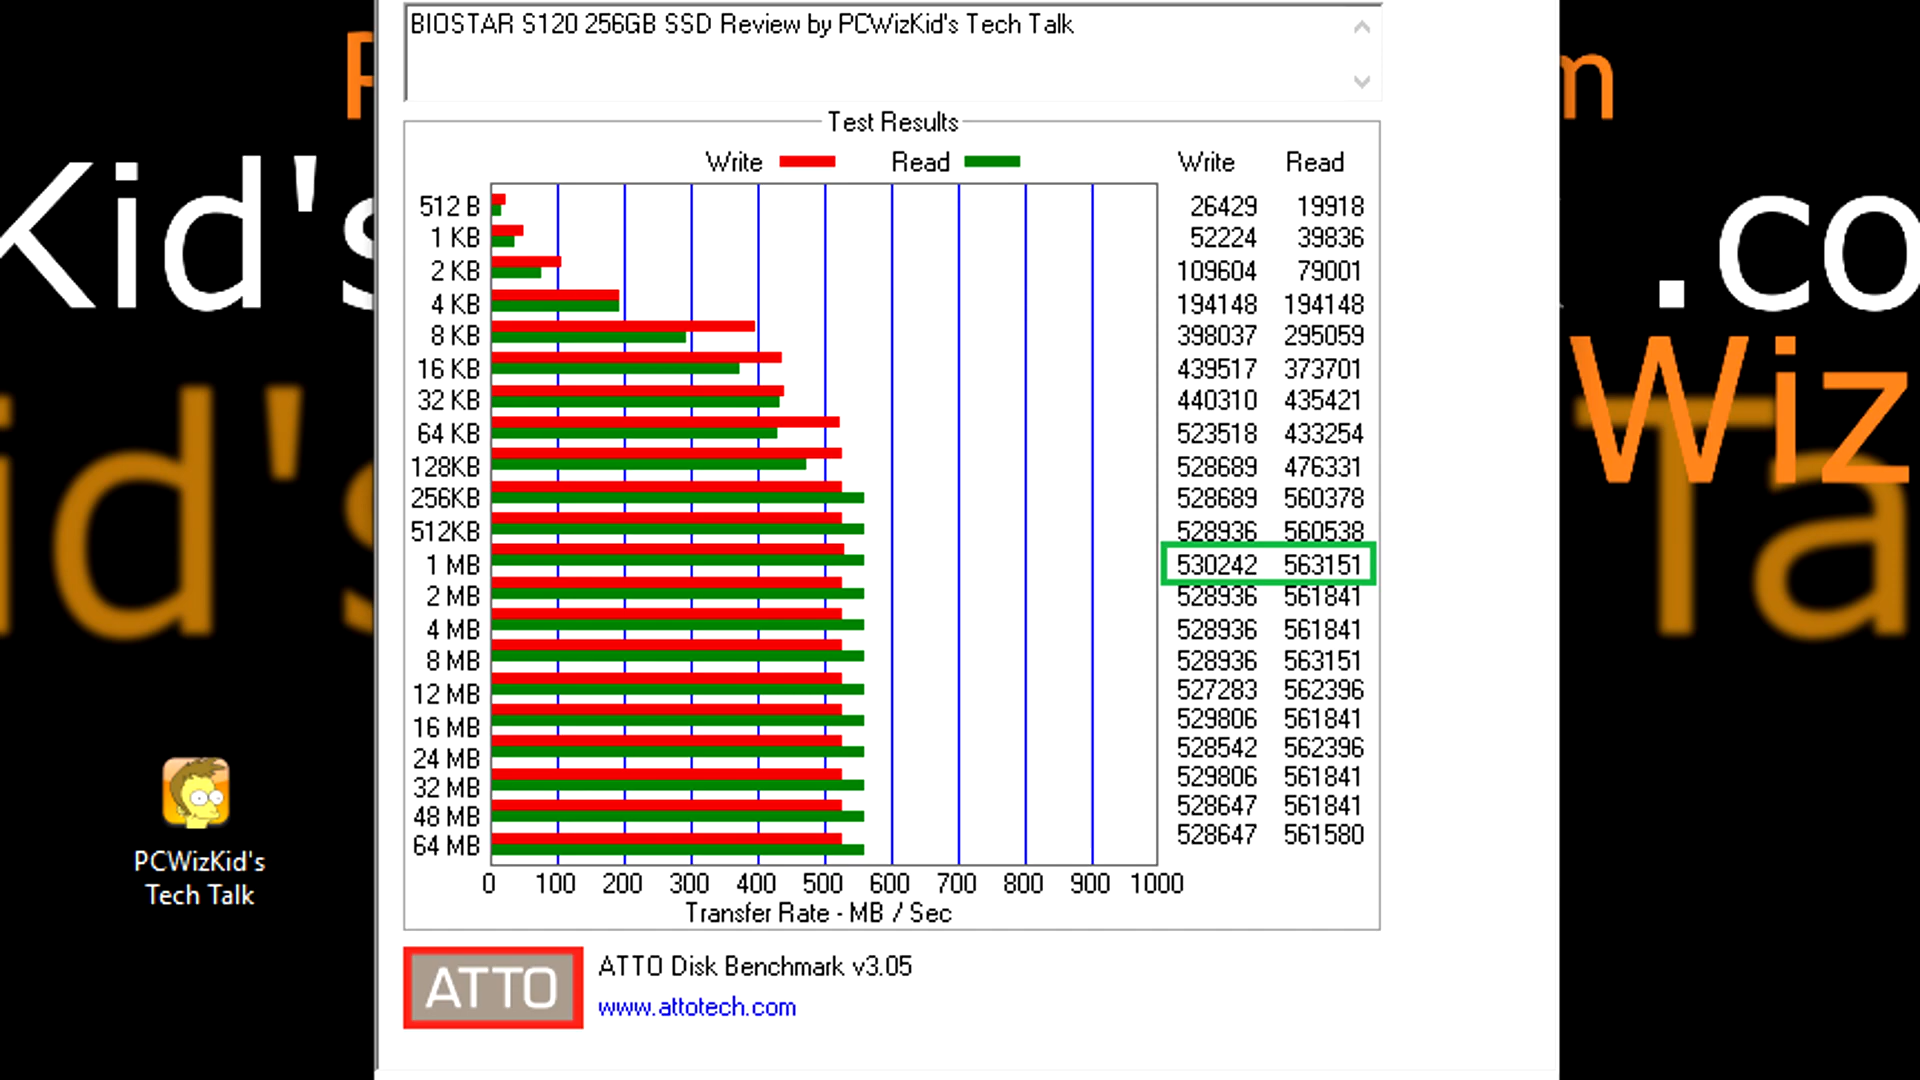 BIOSTAR S120 256GB SSD Review by PCWizKid's Tech Talk
Test Results
Write Read Write Read
512 B 26429 19918
1 KB 52224 39836
2 KB 109604 79001
4 KB 194148 194148
8 KB 398037 295059
16 KB 439517 373701
32 KB 440310 435421
64 KB 523518 433254
128KB 528689 476331
256KB 528689 560378
512KB 528936 560538
1 MB 530242 563151
2 MB 528936 561841
4 MB 528936 561841
8 MB 528936 563151
12 MB 527283 562396
16 MB 529806 561841
24 MB 528542 562396
32 MB 529806 561841
48 MB 528647 561841
64 MB 528647 561580
0 100 200 300 400 500 600 700 800 900 1000
Transfer Rate - MB / Sec
ATTO
ATTO Disk Benchmark v3.05
www.attotech.com
Kid's
.co
Wiz
id's
Ta
PCWizKid's
Tech Talk